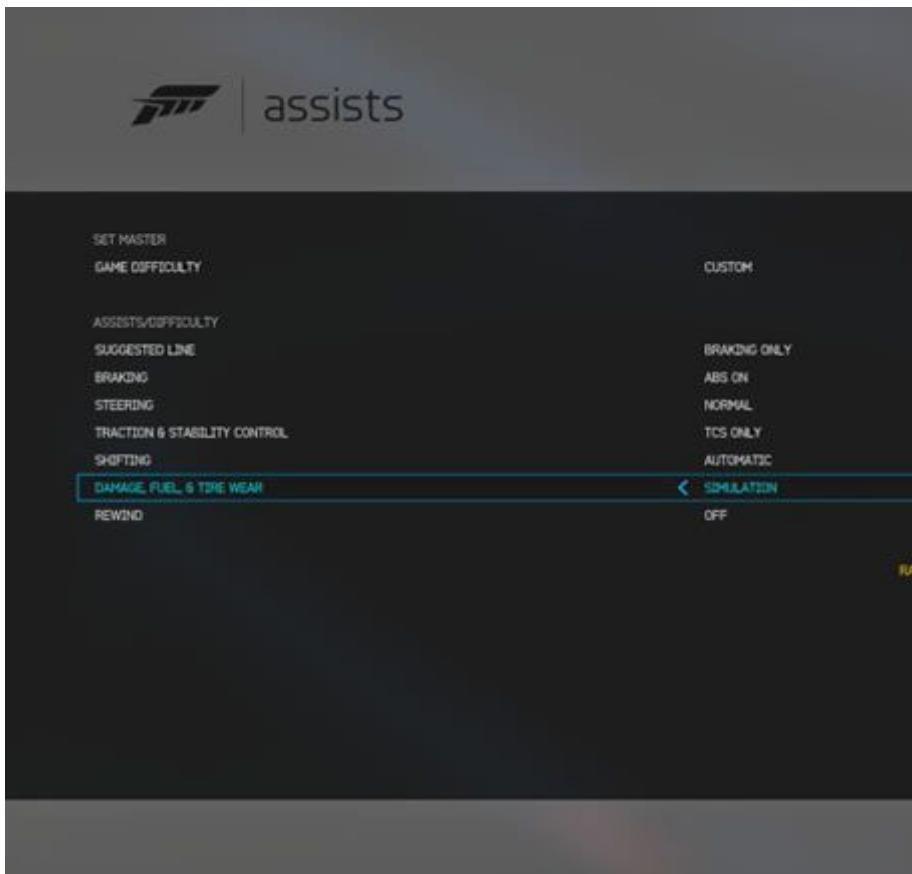 assists
SET MASTER
GAME DIFFICULTY CUSTOM
ASSISTS/DIFFICULTY
SUGGESTED LINE BRAKING ONLY
BRAKING ABS ON
STEERING NORMAL
TRACTION & STABILITY CONTROL TCS ONLY
SHIFTING AUTOMATIC
DAMAGE, FUEL, & TIRE WEAR SIMULATION
REWIND OFF